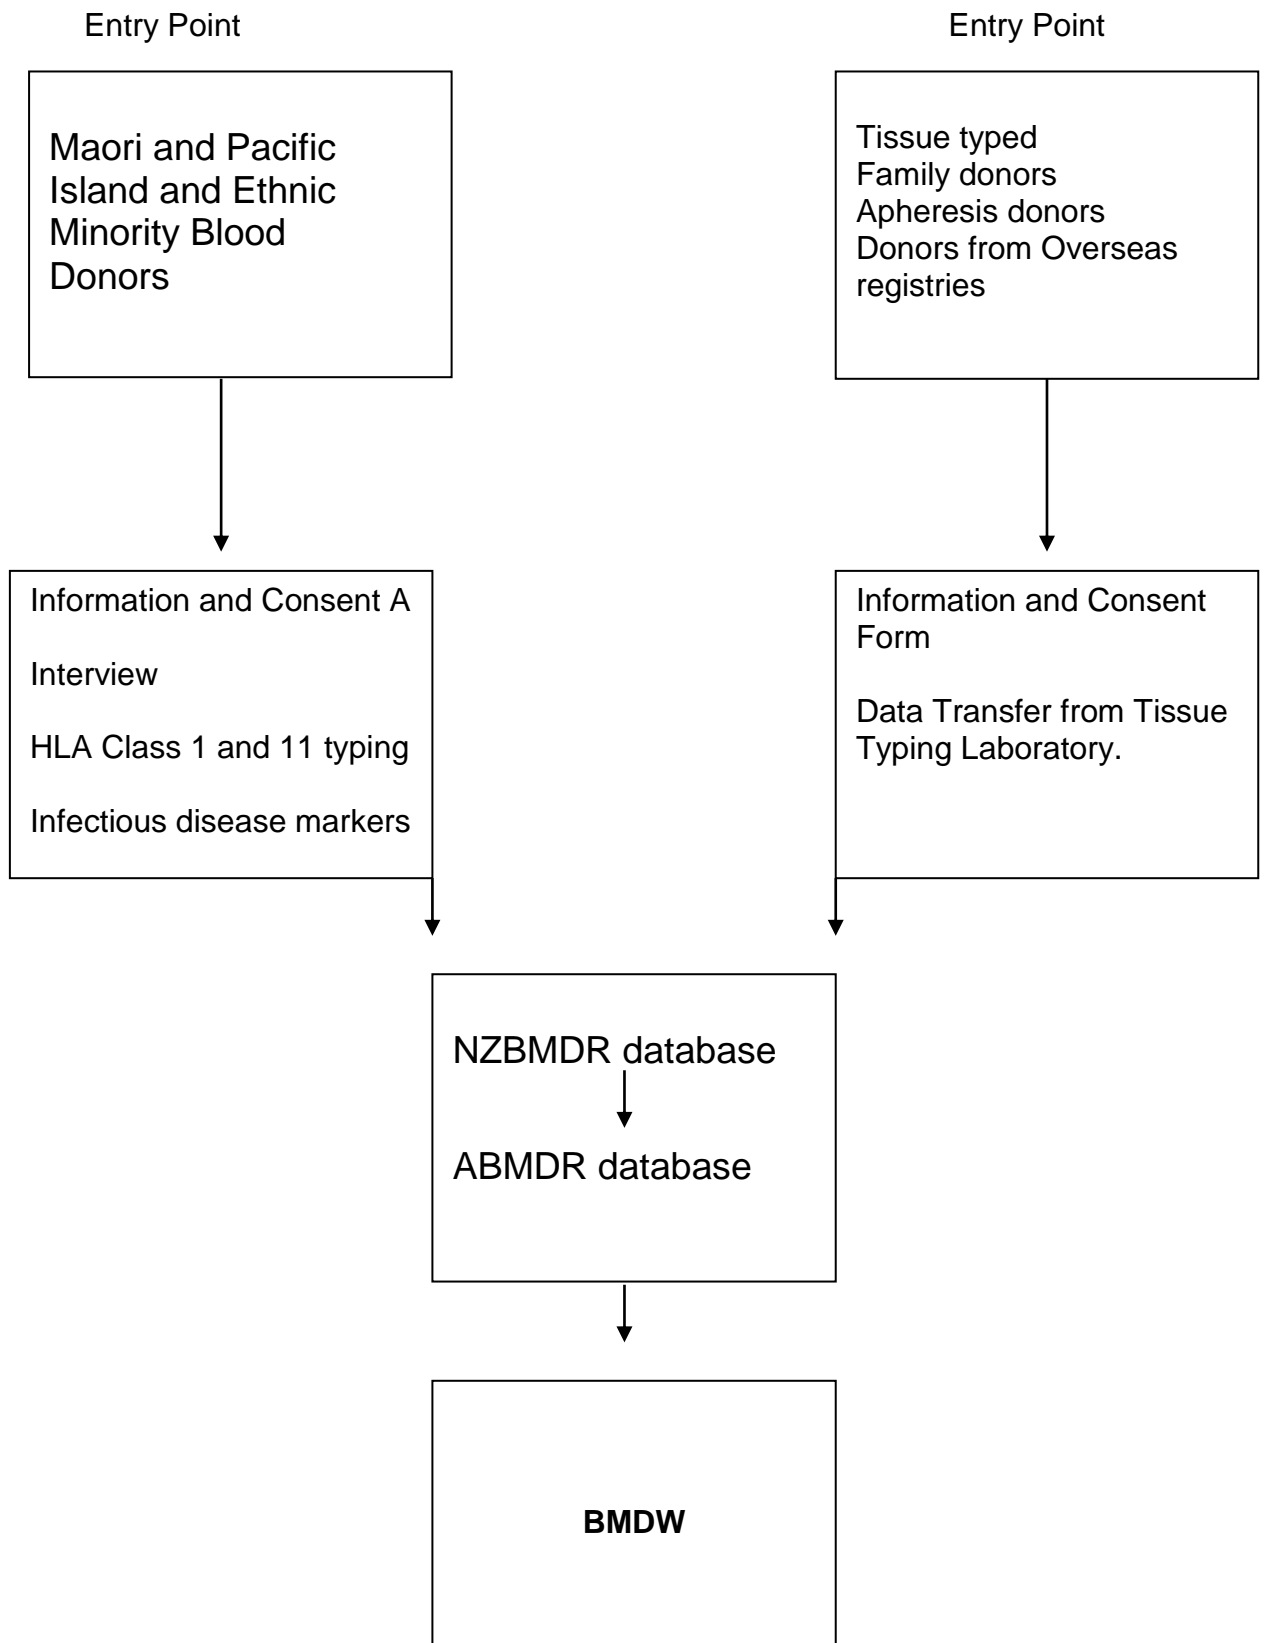 Entry Point
Entry Point
Maori and Pacific
Island and Ethnic
Minority Blood
Donors
Tissue typed
Family donors
Apheresis donors
Donors from Overseas
registries
Information and Consent A
Interview
HLA Class 1 and 11 typing
Infectious disease markers
Information and Consent
Form
Data Transfer from Tissue
Typing Laboratory.
NZBMDR database
ABMDR database
BMDW